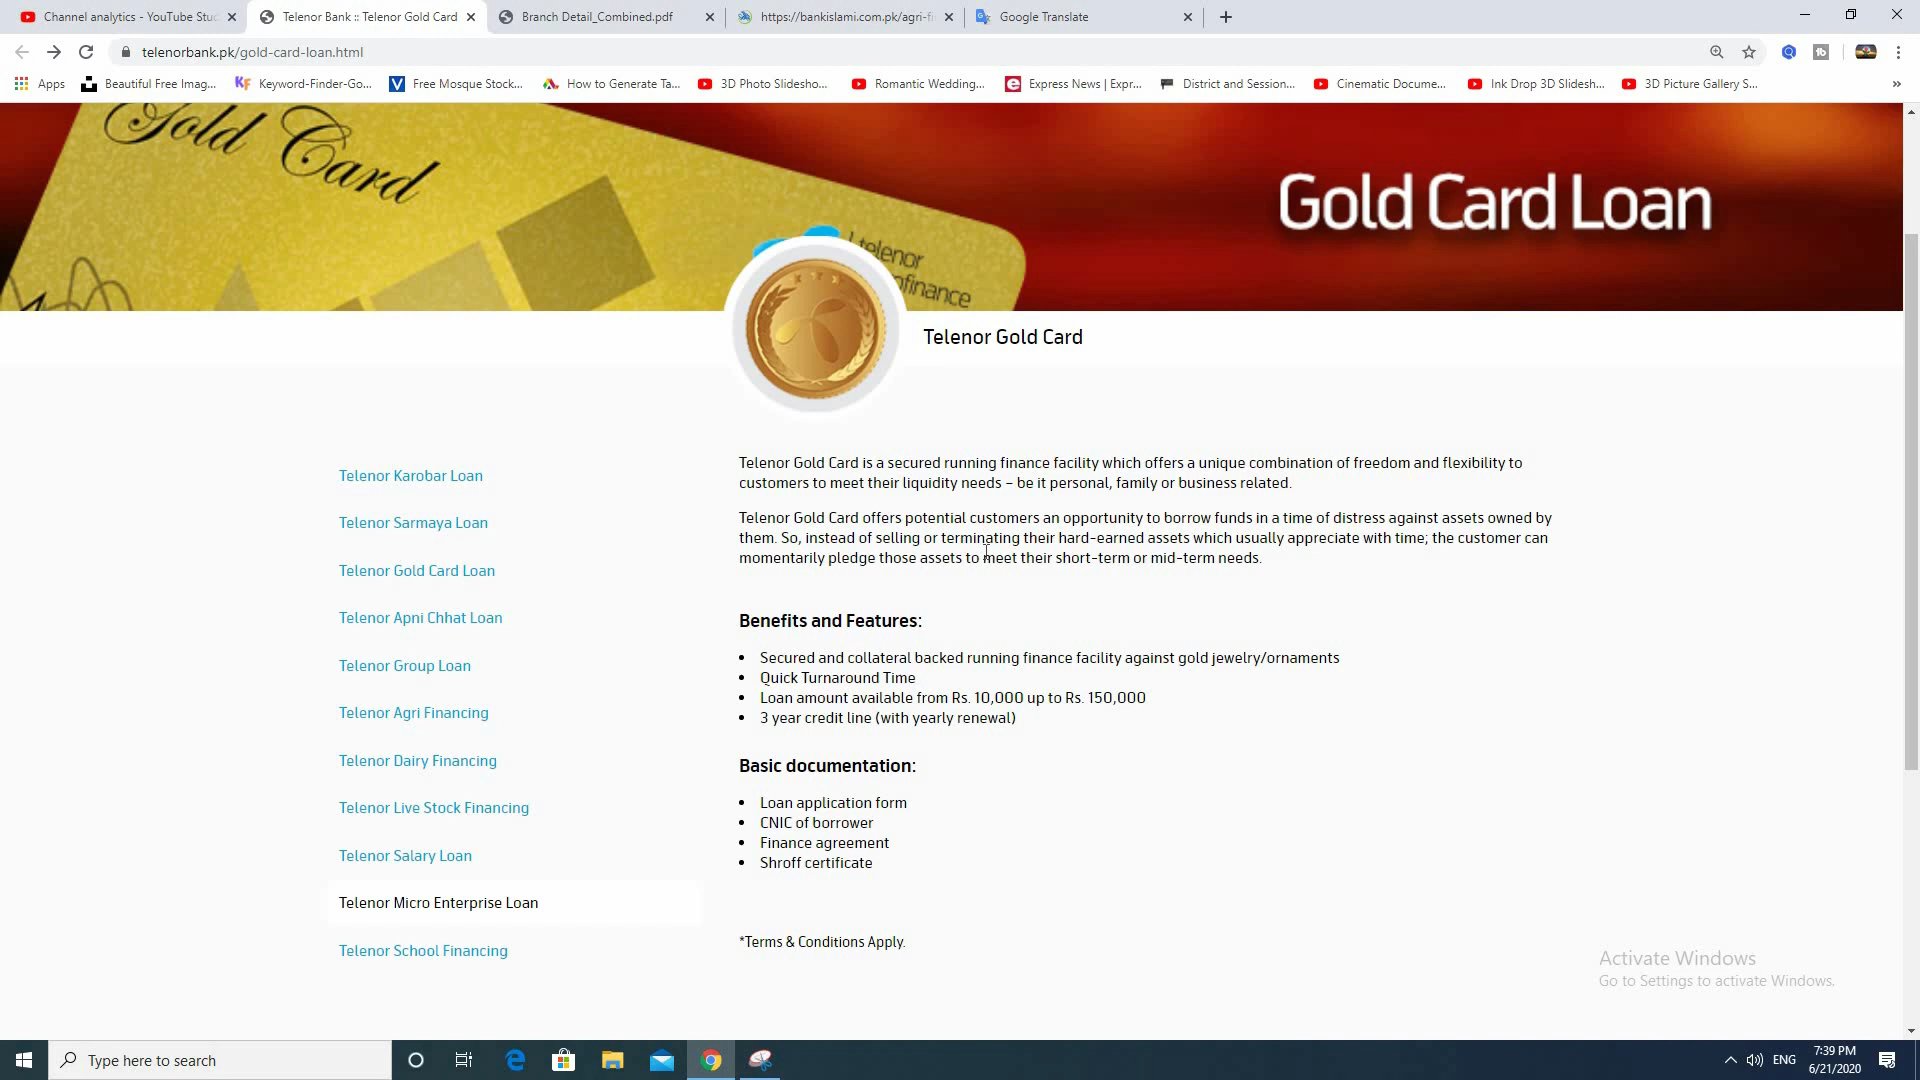 Channel analytics - YouTube Stu
Telenor Bank :: Telenor Gold Card
Branch Detail_Combined.pdf
https://bankislami.com.pk/agri-fi
Google Translate
telenorbank.pk/gold-card-loan.html
Apps
Beautiful Free Imag...
Keyword-Finder-Go...
Free Mosque Stock...
How to Generate Ta...
3D Photo Slidesho...
Romantic Wedding...
Express News | Expr...
District and Session...
Cinematic Docume...
Ink Drop 3D Slidesh...
3D Picture Gallery S...
»
Gold Card
telenor
Gold Card Loan
Telenor Gold Card
Telenor Karobar Loan
Telenor Sarmaya Loan
Telenor Gold Card Loan
Telenor Apni Chhat Loan
Telenor Group Loan
Telenor Agri Financing
Telenor Dairy Financing
Telenor Live Stock Financing
Telenor Salary Loan
Telenor Micro Enterprise Loan
Telenor School Financing
Telenor Gold Card is a secured running finance facility which offers a unique combination of freedom and flexibility to
customers to meet their liquidity needs – be it personal, family or business related.
Telenor Gold Card offers potential customers an opportunity to borrow funds in a time of distress against assets owned by
them. So, instead of selling or terminating their hard-earned assets which usually appreciate with time; the customer can
momentarily pledge those assets to meet their short-term or mid-term needs.
Benefits and Features:
• Secured and collateral backed running finance facility against gold jewelry/ornaments
• Quick Turnaround Time
• Loan amount available from Rs. 10,000 up to Rs. 150,000
• 3 year credit line (with yearly renewal)
Basic documentation:
• Loan application form
• CNIC of borrower
• Finance agreement
• Shroff certificate
*Terms & Conditions Apply.
Activate Windows
Go to Settings to activate Windows.
Type here to search
ENG
7:39 PM
6/21/2020